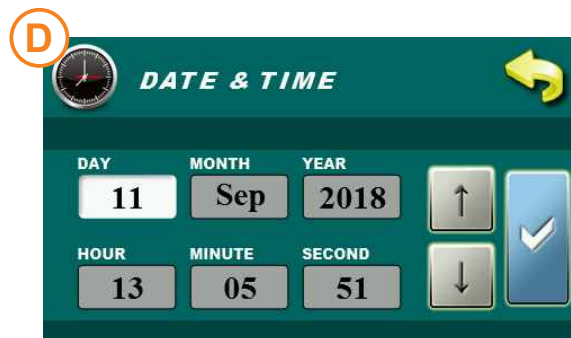 D
DATE & TIME
DAY MONTH YEAR
11 Sep 2018
HOUR MINUTE SECOND
13 05 51